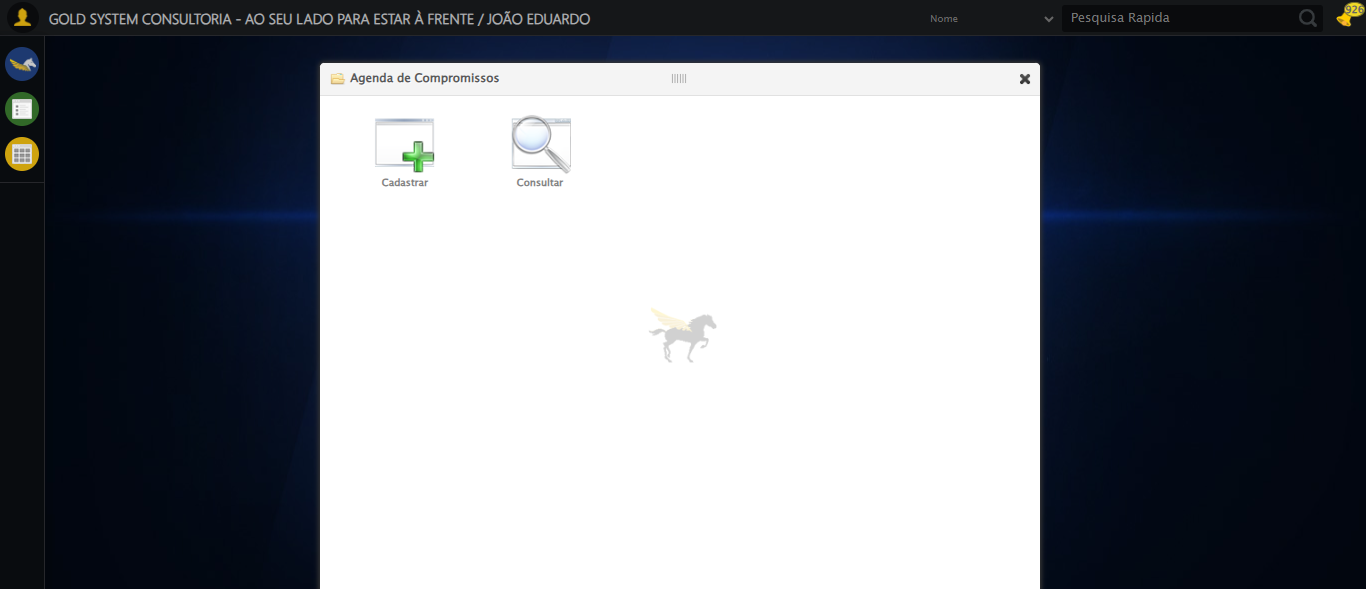 GOLD SYSTEM CONSULTORIA - AO SEU LADO PARA ESTAR À FRENTE / JOÃO EDUARDO
Nome
Pesquisa Rapida
926
Agenda de Compromissos
Cadastrar
Consultar